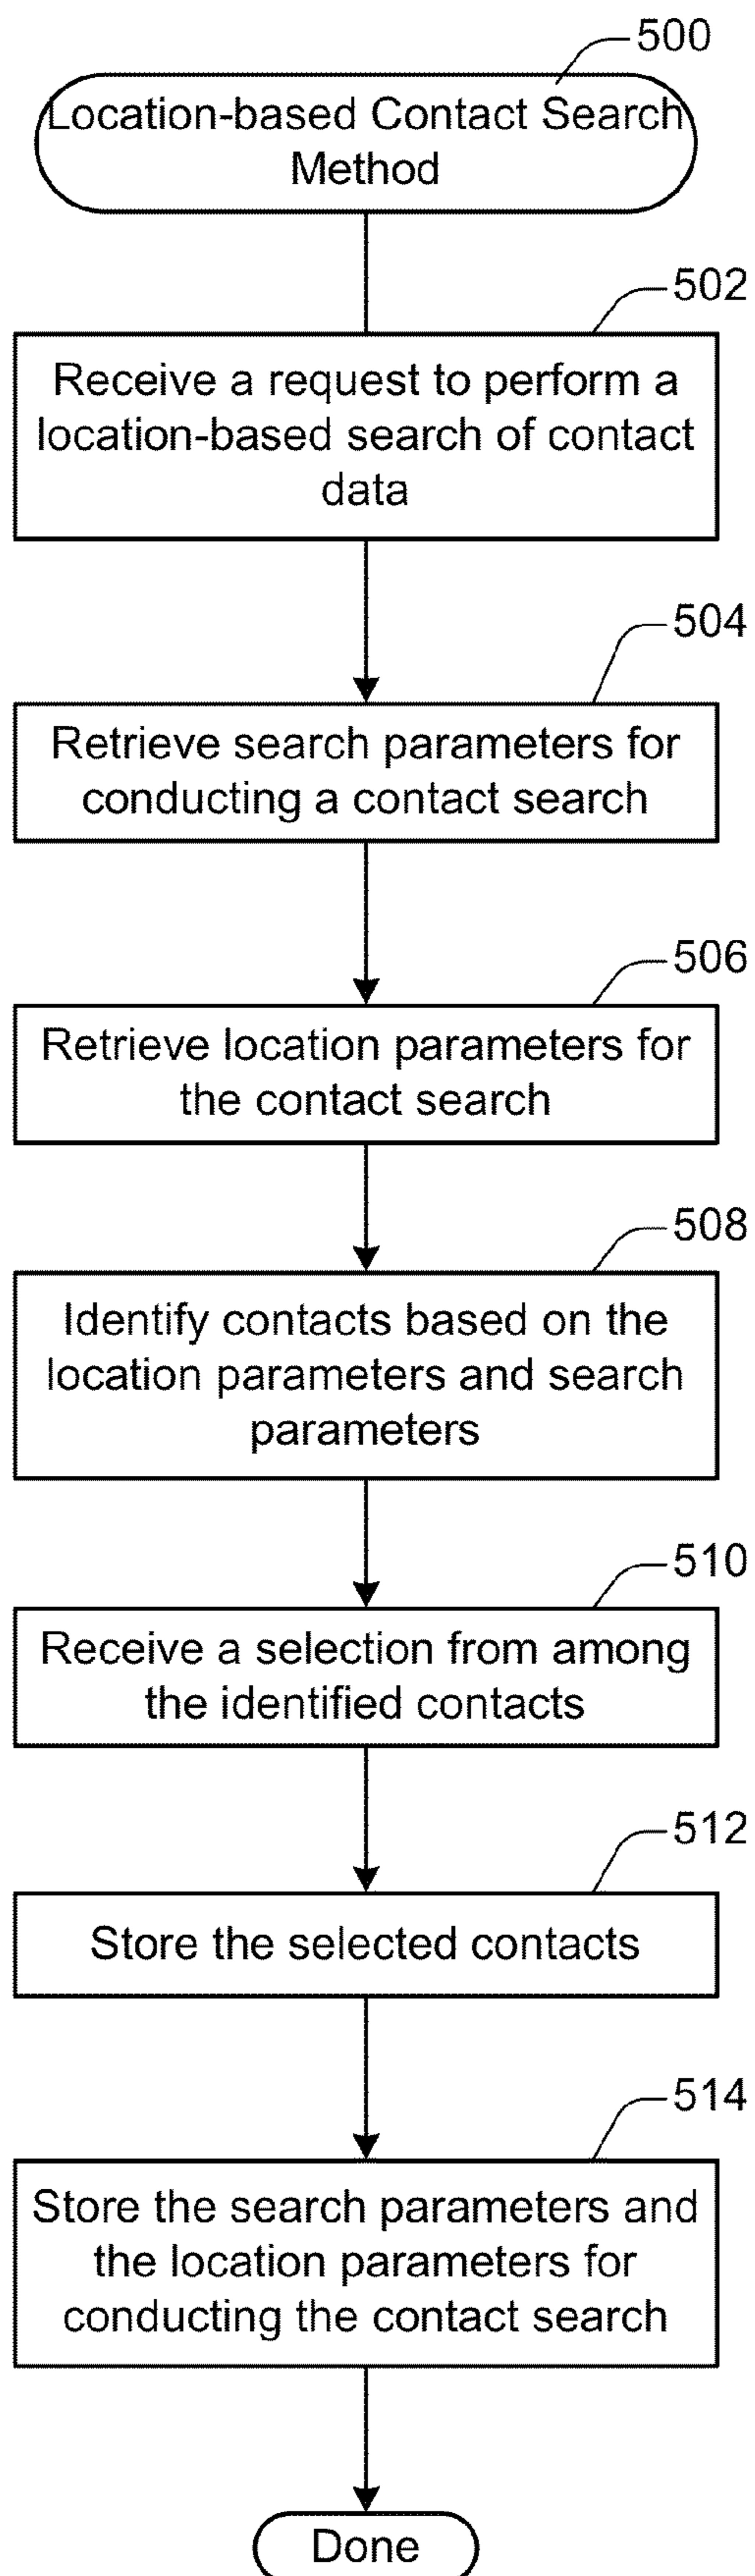 500
Location-based Contact Search
Method
502
Receive a request to perform a
location-based search of contact
data
504
Retrieve search parameters for
conducting a contact search
506
Retrieve location parameters for
the contact search
508
Identify contacts based on the
location parameters and search
parameters
510
Receive a selection from among
the identified contacts
512
Store the selected contacts
514
Store the search parameters and
the location parameters for
conducting the contact search
Done